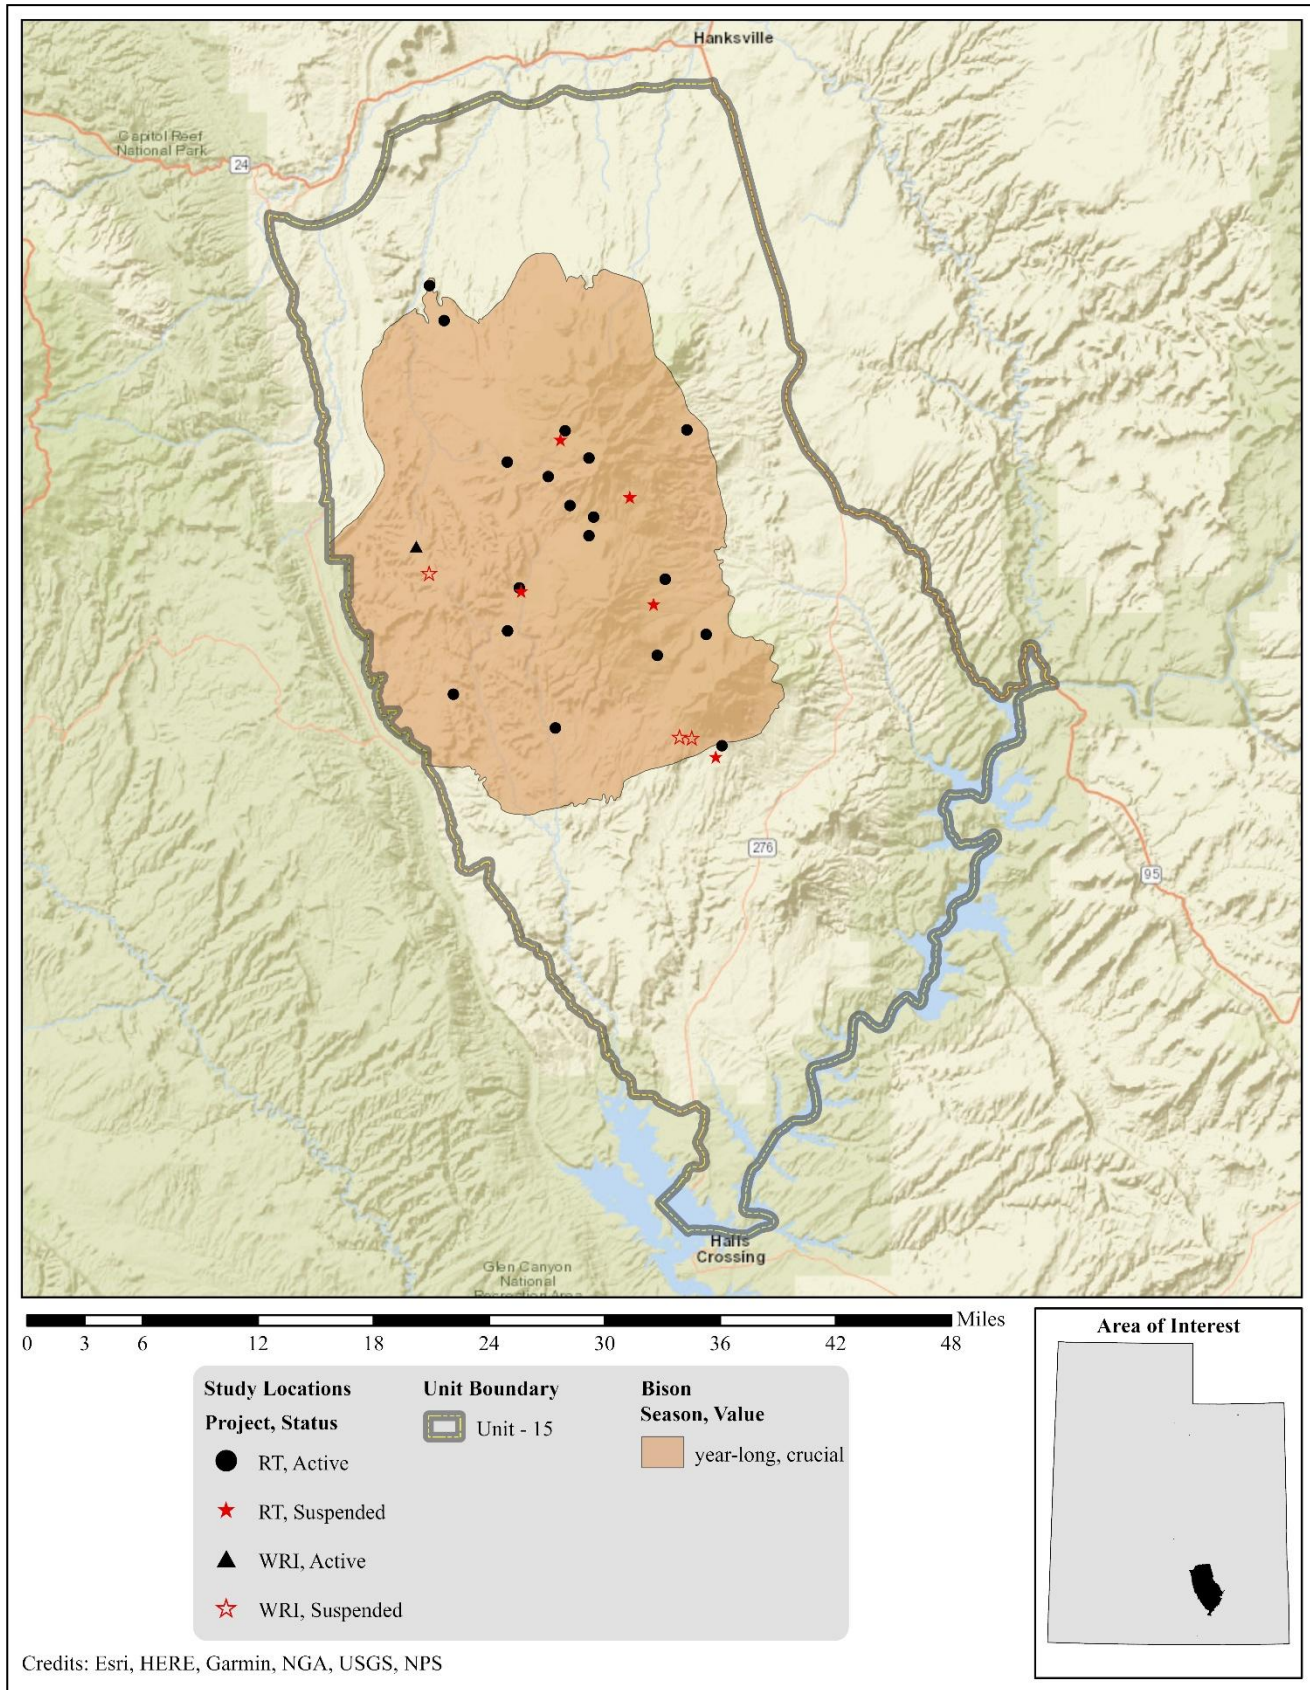 Hanksville
Capitol Reef
National Park
24
276
95
Halls
Crossing
Glen Canyon
National
Recreation Area
Miles
0 3 6 12 18 24 30 36 42 48
Area of Interest
Study Locations
Project, Status
RT, Active
RT, Suspended
WRI, Active
WRI, Suspended
Unit Boundary
Unit - 15
Bison
Season, Value
year-long, crucial
Credits: Esri, HERE, Garmin, NGA, USGS, NPS